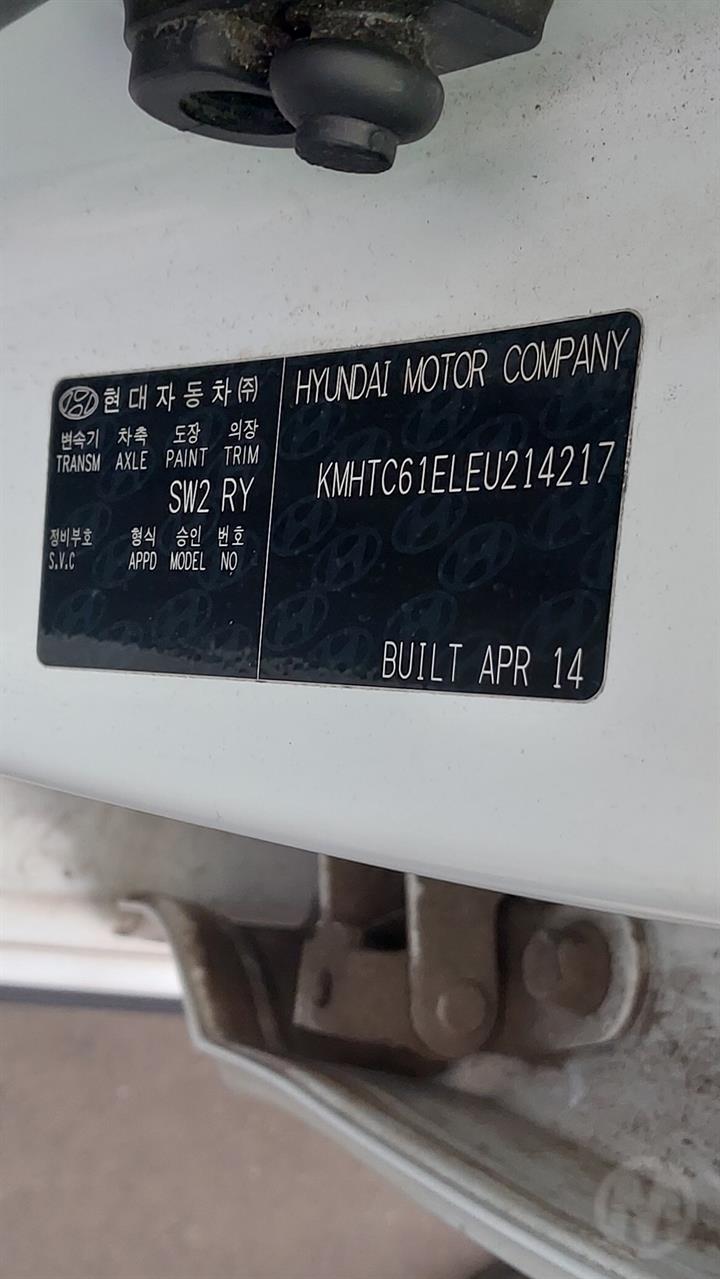 현대자동차㈜
변속기 차축 도장 의장
TRANSM AXLE PAINT TRIM
SW2 RY
정비부호 형식 승인 번호
S.V.C APPD MODEL NO
HYUNDAI MOTOR COMPANY
KMHTC61ELEU214217
BUILT APR 14